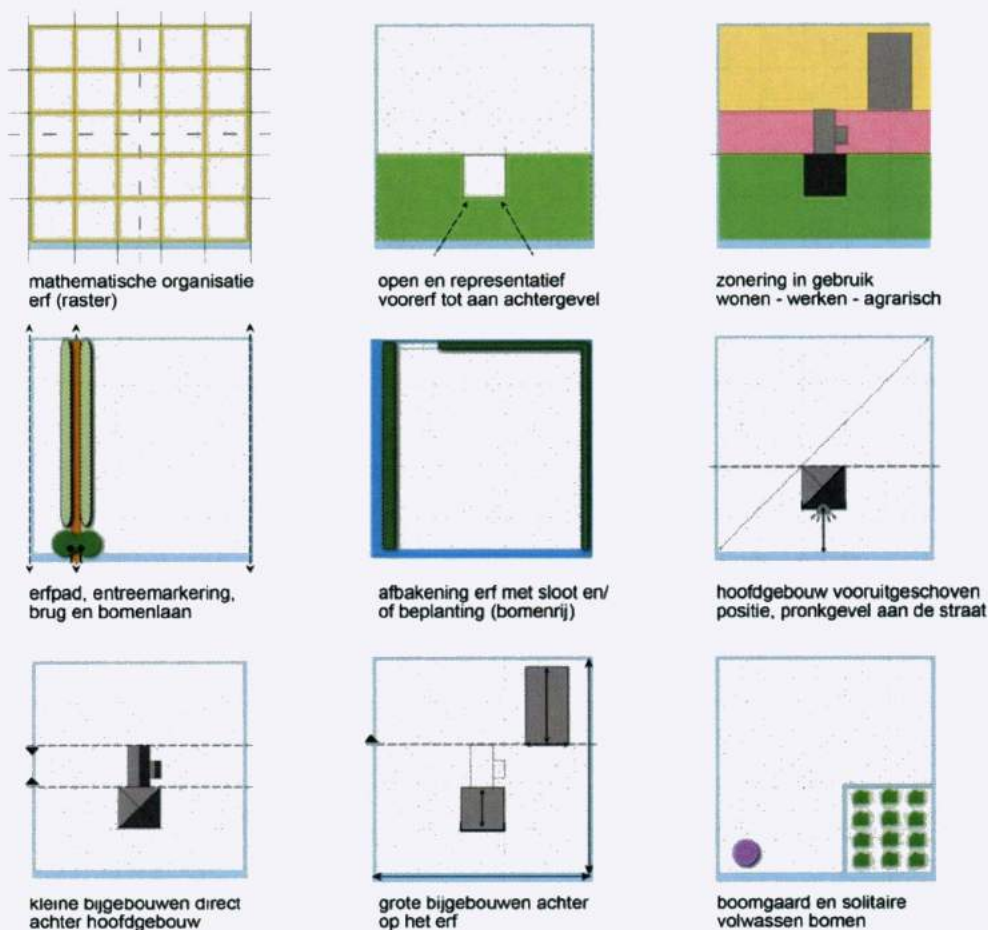 mathematische organisatie
erf (raster)
open en representatief
voorerf tot aan achtergevel
zonering in gebruik
wonen - werken - agrarisch
erfpad, entreemarkering,
brug en bomenlaan
afbakening erf met sloot en/
of beplanting (bomenrij)
hoofdgebouw vooruitgeschoven
positie, pronkgevel aan de straat
kleine bijgebouwen direct
achter hoofdgebouw
grote bijgebouwen achter
op het erf
boomgaard en solitaire
volwassen bomen